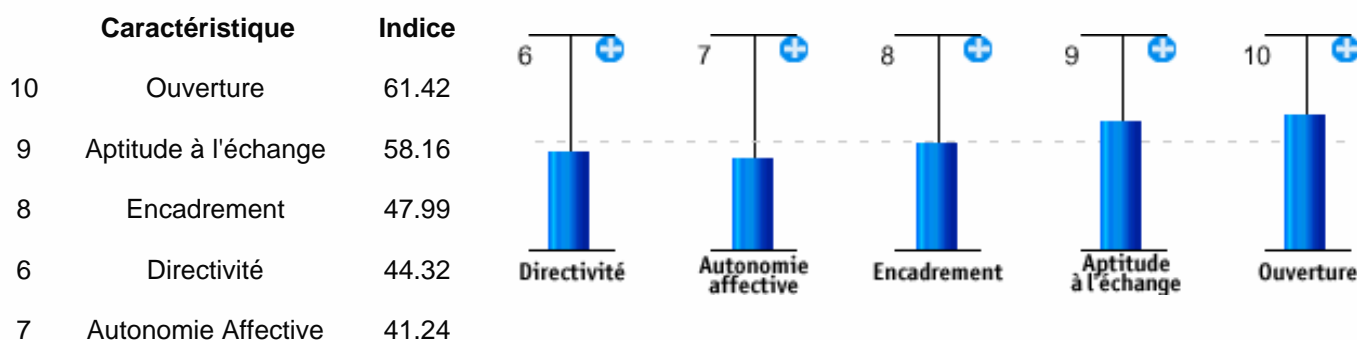 Caractéristique Indice
10 Ouverture 61.42
9 Aptitude à l'échange 58.16
8 Encadrement 47.99
6 Directivité 44.32
7 Autonomie Affective 41.24
6 7 8 9 10
Directivité
Autonomie
affective
Encadrement
Aptitude
à l'échange
Ouverture